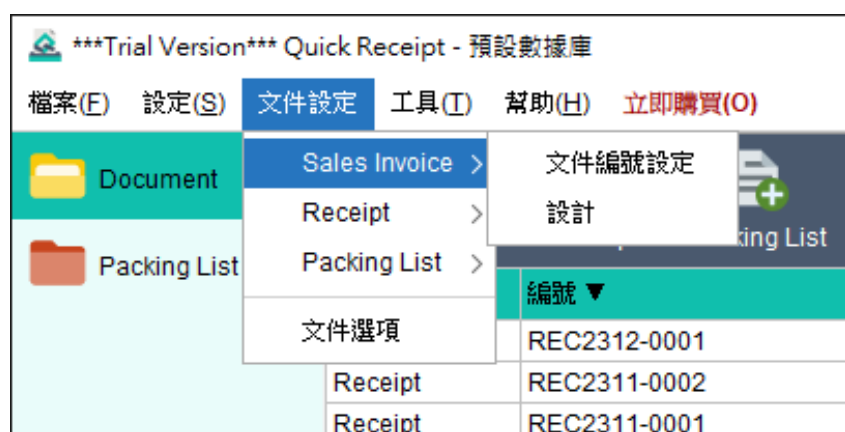 ***Trial Version*** Quick Receipt - 預設數據庫
檔案(F) 設定(S) 文件設定 工具(T) 幫助(H) 立即購買(O)
Document
Sales Invoice >
文件編號設定
Receipt >
設計
Packing List
Packing List >
king List
編號 ▼
文件選項
REC2312-0001
Receipt REC2311-0002
Receipt REC2311-0001